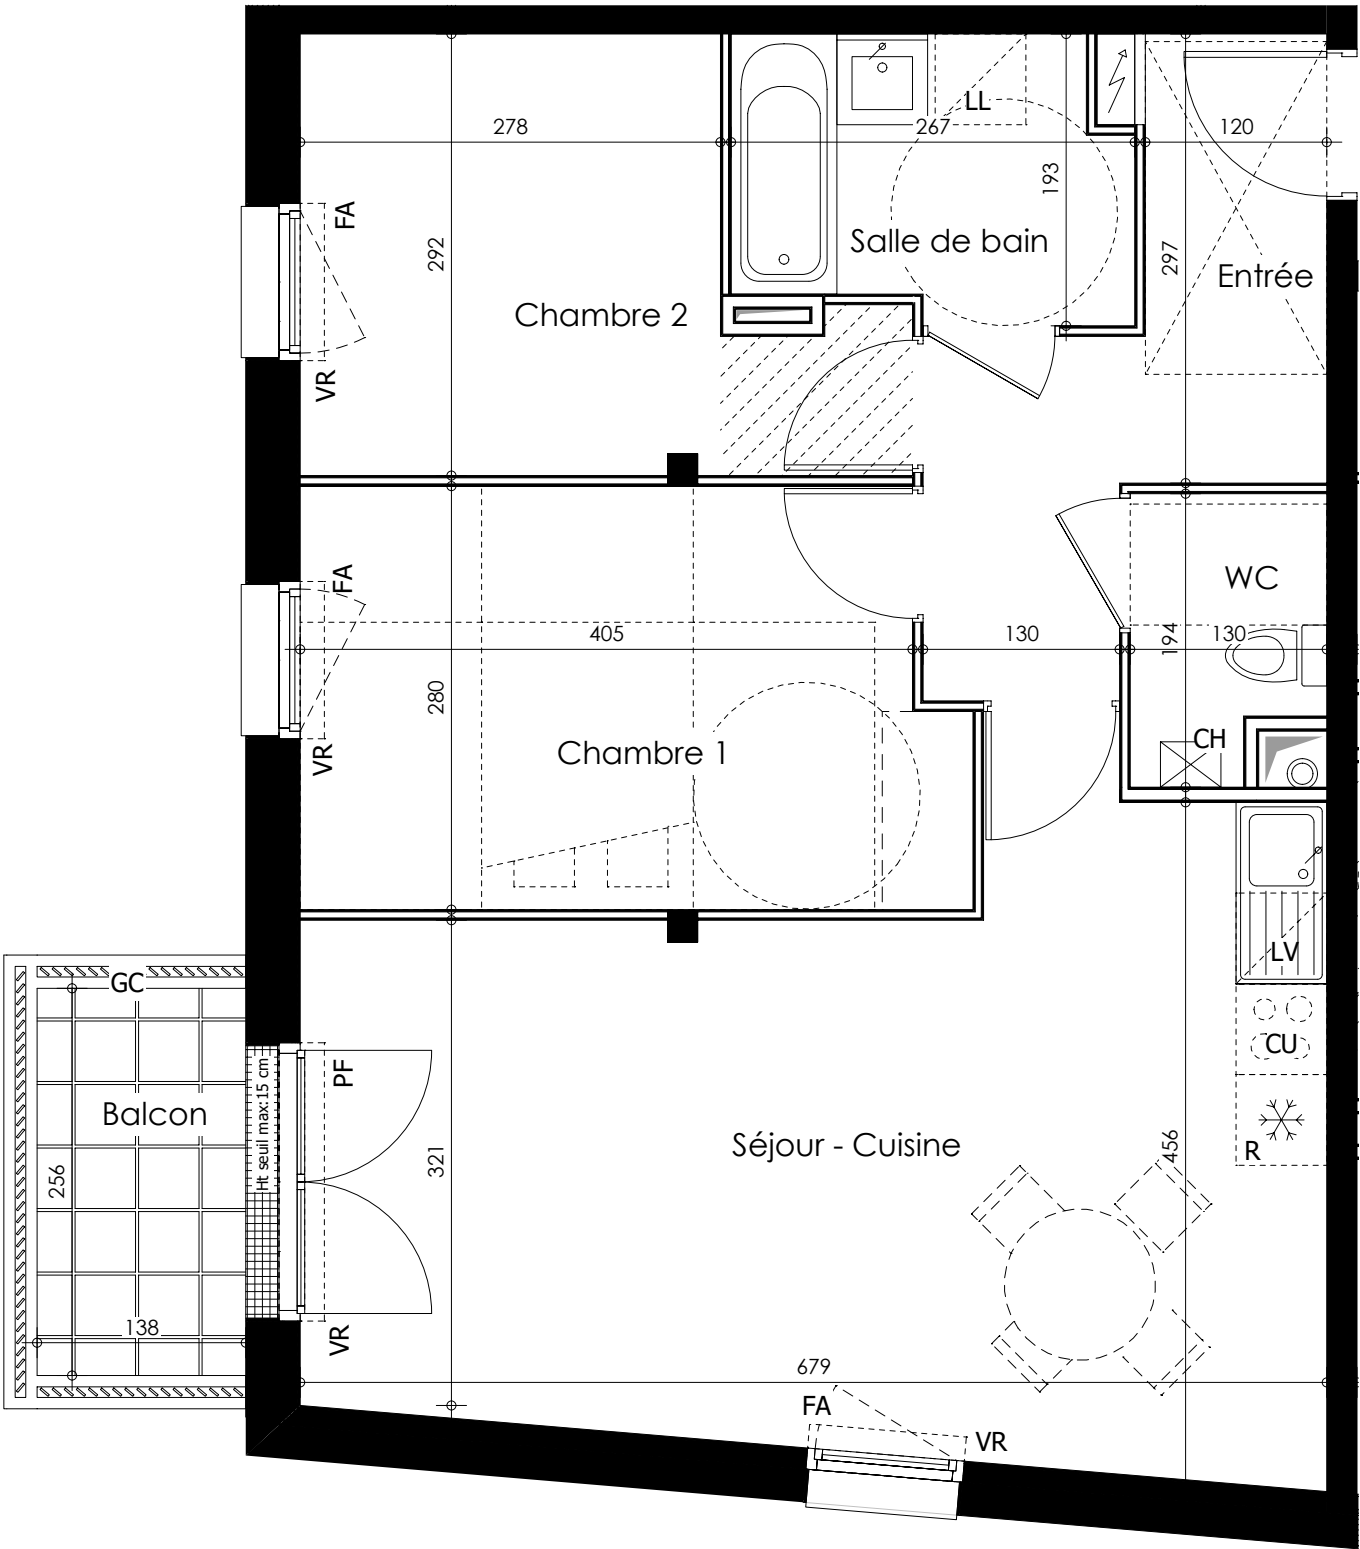 LL
278
267
120
193
FA
Salle de bain
292
297
Entrée
Chambre 2
VR
FA
WC
405
130
194
130
280
CH
Chambre 1
VR
LV
GC
CU
PF
Ht seuil max:15 cm
Balcon
Séjour - Cuisine
R
321
456
256
138
VR
679
FA
VR